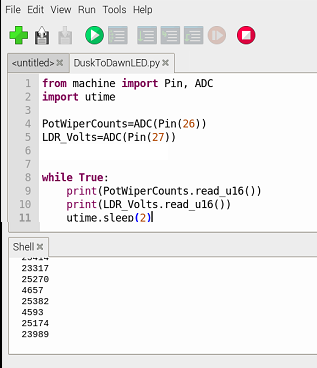 File Edit View Run Tools Help
<untitled> DuskToDawnLED.py
1 from machine import Pin, ADC
2 import utime
3
4 PotWiperCounts=ADC(Pin(26))
5 LDR_Volts=ADC(Pin(27))
6
7
8 while True:
9 print(PotWiperCounts.read_u16())
10 print(LDR_Volts.read_u16())
11 utime.sleep(2)
Shell
23317
25270
4657
25382
4593
25174
23989